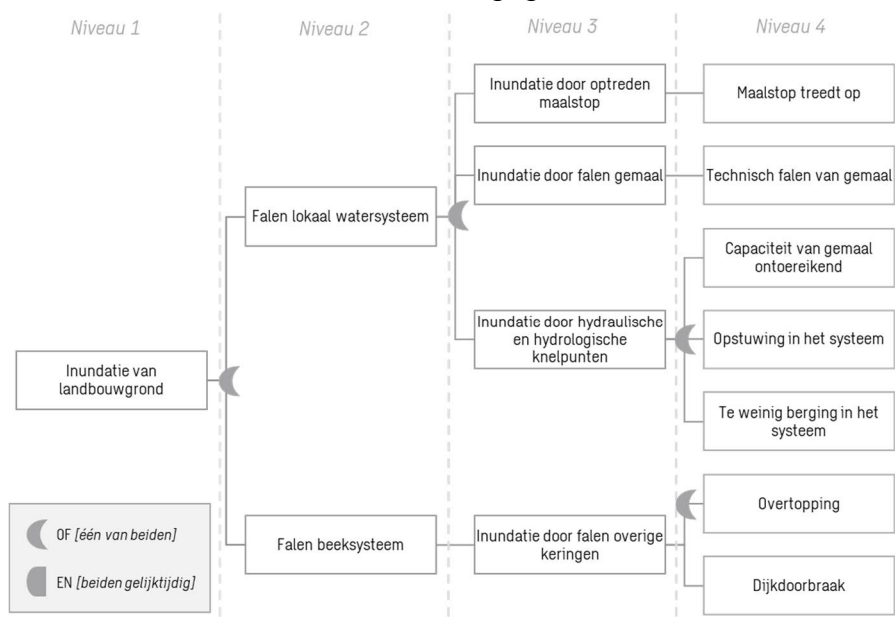 Niveau 1
Niveau 2
Niveau 3
Niveau 4
Inundatie door optreden
maalstop
Maalstop treedt op
Inundatie door falen gemaal
Technisch falen van gemaal
Falen lokaal watersysteem
Capaciteit van gemaal
ontoereikend
Inundatie door hydraulische
en hydrologische
knelpunten
Opstuwing in het systeem
Inundatie van
landbouwgrond
Te weinig berging in het
systeem
OF [één van beiden]
EN [beiden gelijktijdig]
Falen beeksysteem
Inundatie door falen overige
keringen
Overtopping
Dijkdoorbraak